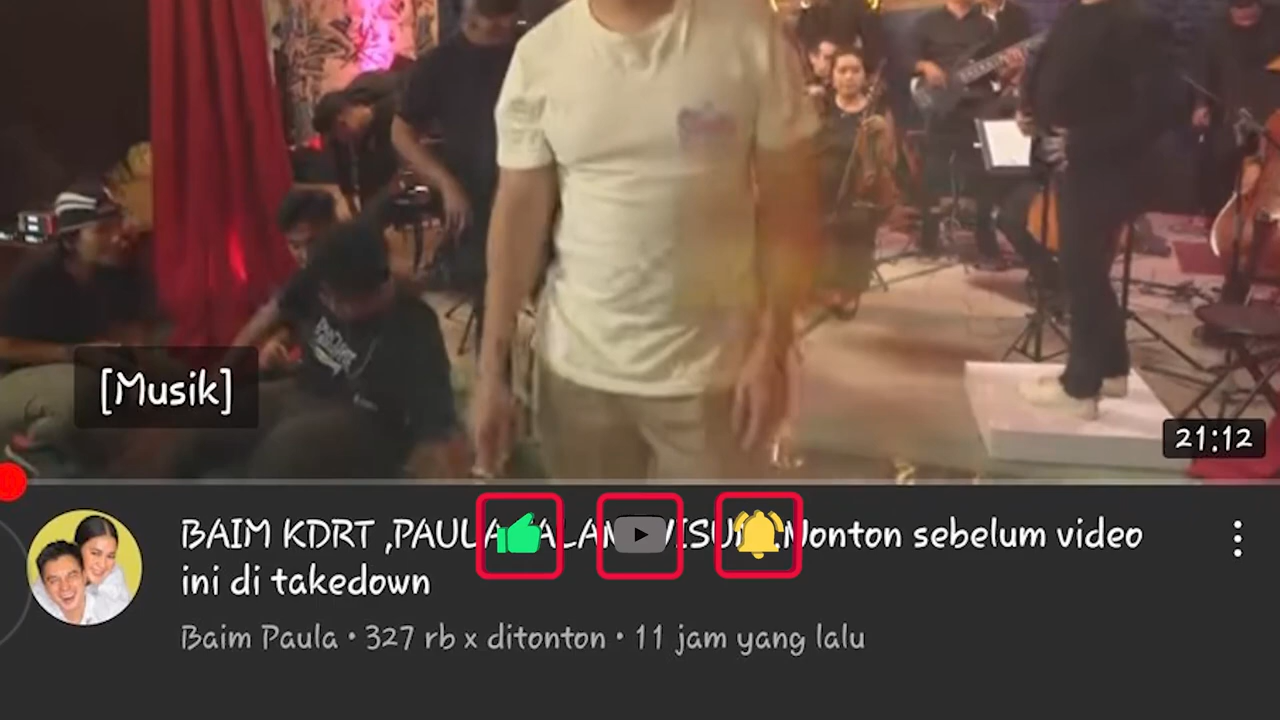 [Musik]
21:12
BAIM KDRT ,PAULA Nonton sebelum video
ini di takedown
Baim Paula • 327 rb x ditonton • 11 jam yang lalu